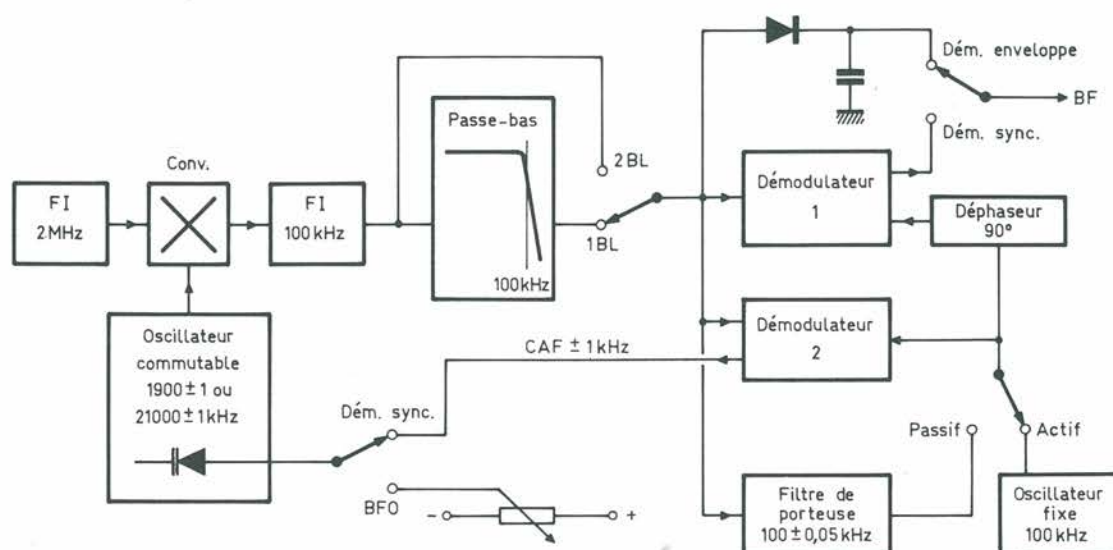 Dém. enveloppe
BF
Passe-bas
Conv.
2BL
Dém. sync.
FI
2MHz
FI
100kHz
Démodulateur
1
Déphaseur
90°
1BL
100kHz
Oscillateur
commutable
1900 ± 1 ou
21000 ± 1kHz
CAF ± 1kHz
Démodulateur
2
Dém. sync.
Passif
Actif
BFO
-
+
Filtre de
porteuse
100 ± 0,05 kHz
Oscillateur
fixe
100kHz